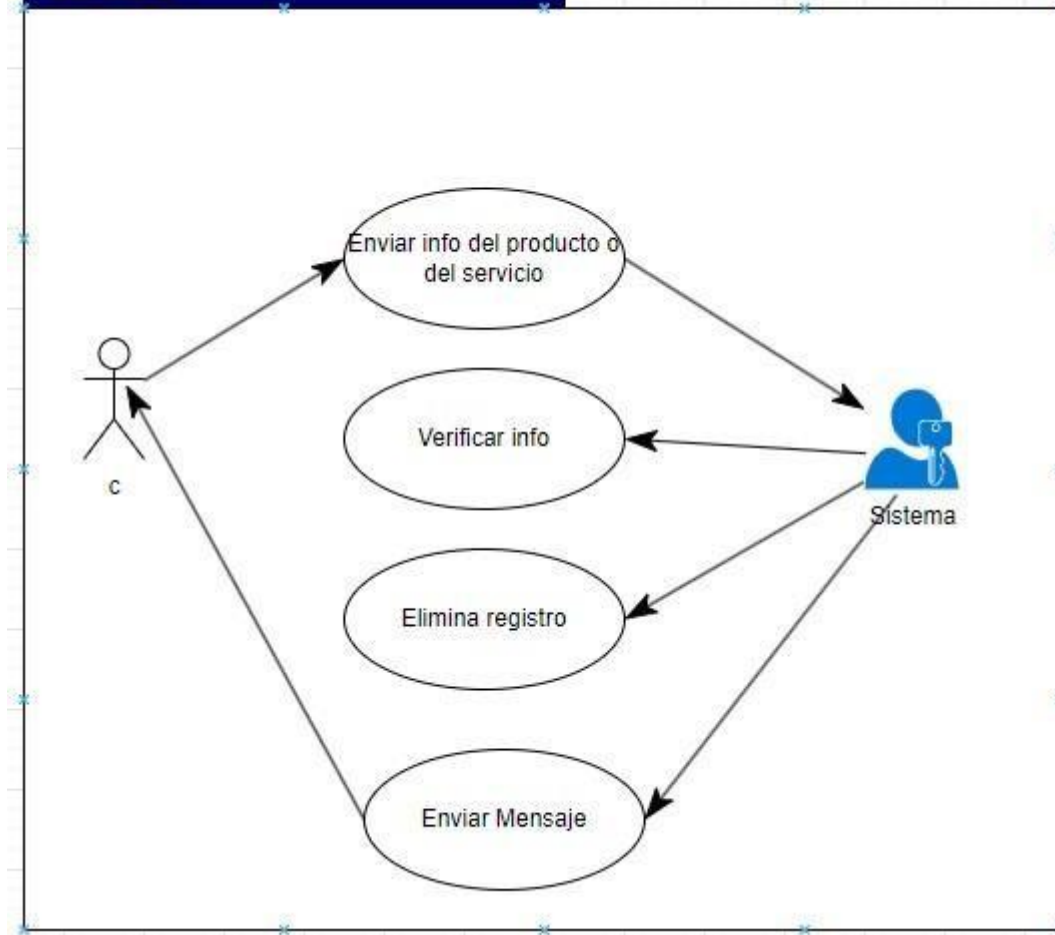 Enviar info del producto o
del servicio
Verificar info
c
Sistema
Elimina registro
Enviar Mensaje